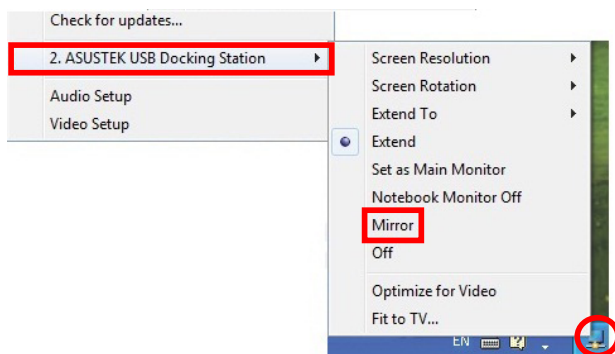 Check for updates...
2. ASUSTEK USB Docking Station
Audio Setup
Video Setup
Screen Resolution
Screen Rotation
Extend To
Extend
Set as Main Monitor
Notebook Monitor Off
Mirror
Off
Optimize for Video
Fit to TV...
EN